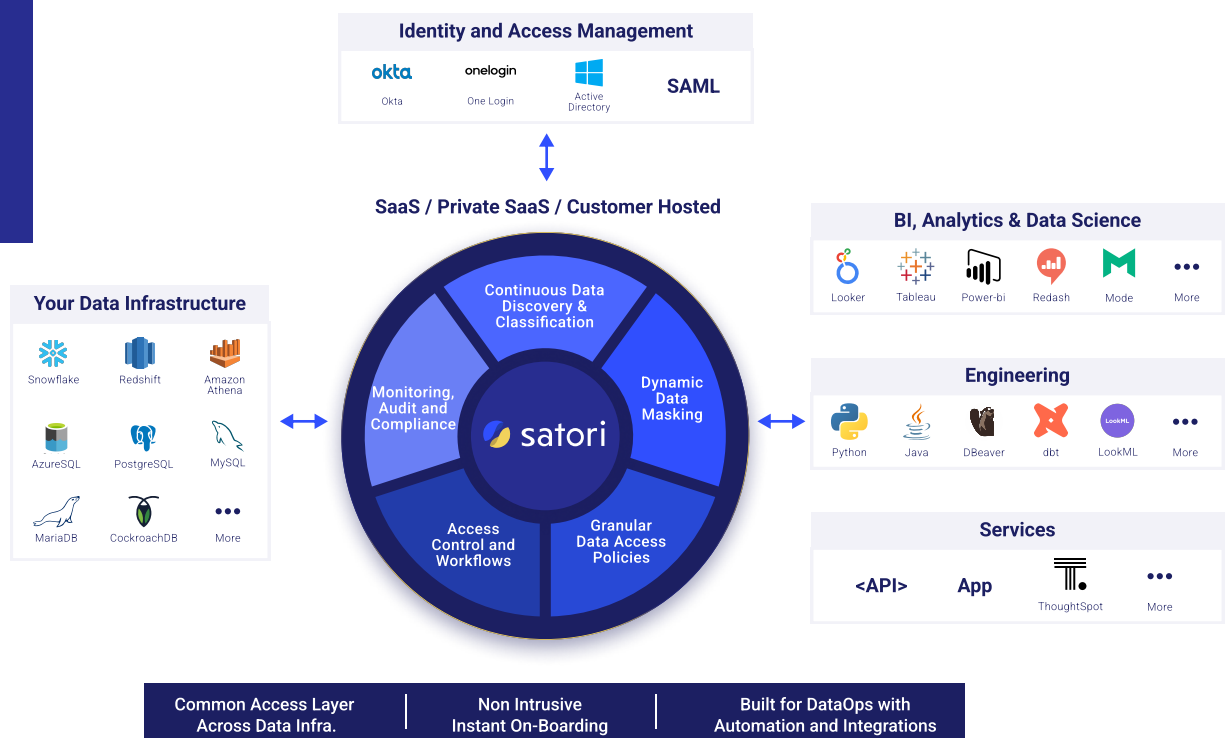 Identity and Access Management
okta
onelogin
SAML
Okta
One Login
Active
Directory
SaaS / Private SaaS / Customer Hosted
Your Data Infrastructure
Snowflake
Redshift
Amazon
Athena
AzureSQL
PostgreSQL
MySQL
MariaDB
CockroachDB
More
Continuous Data
Discovery &
Classification
Dynamic
Data
Masking
Granular
Data Access
Policies
Access
Control and
Workflows
Monitoring,
Audit and
Compliance
satori
BI, Analytics & Data Science
Looker
Tableau
Power-bi
Redash
Mode
More
Engineering
LookML
Python
Java
DBeaver
dbt
LookML
More
Services
<API>
App
ThoughtSpot
More
Common Access Layer
Across Data Infra.
Non Intrusive
Instant On-Boarding
Built for DataOps with
Automation and Integrations